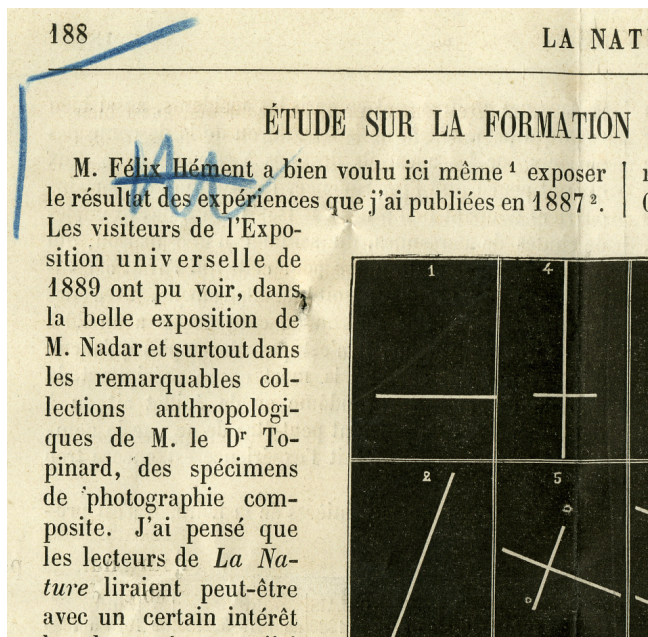 188
LA NAT
ÉTUDE SUR LA FORMATION
M. Félix Hément a bien voulu ici même ¹ exposer
le résultat des expériences que j'ai publiées en 1887 ².
Les visiteurs de l'Expo-
sition universelle de
1889 ont pu voir, dans
la belle exposition de
M. Nadar et surtout dans
les remarquables col-
lections anthropologi-
ques de M. le Dr To-
pinard, des spécimens
de photographie com-
posite. J'ai pensé que
les lecteurs de La Na-
ture liraient peut-être
avec un certain intérêt
1
4
2
5